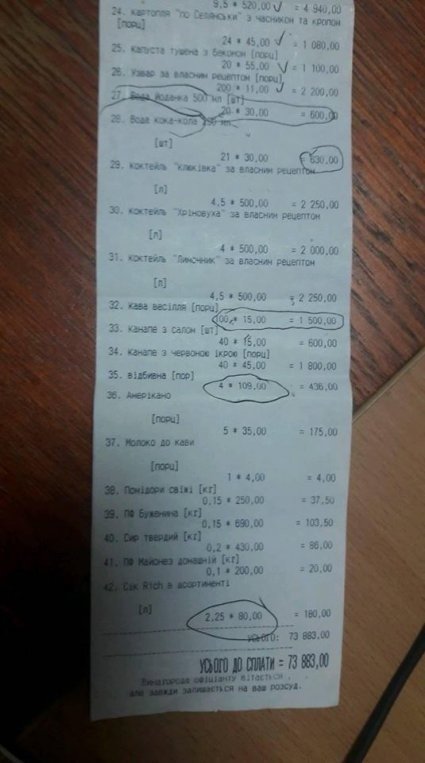 9,5 * 520,00 = 4 940,00
24. Картопля "по Селянськи" з часником та кропом
[порц]
24 * 45,00 = 1 080,00
25. Капуста тушена з беконом [порц]
20 * 55,00 = 1 100,00
26. Узвар за власним рецептом [порц]
200 * 11,00 = 2 200,00
27. Вода Йоданка 500 мл [шт]
20 * 30,00 = 600,00
28. Вода кока-кола 250 мл
[шт]
21 * 30,00 = 630,00
29. Коктейль "Клюківка" за власним рецептом
[л]
4,5 * 500,00 = 2 250,00
30. Коктейль "Хріновуха" за власним рецептом
[л]
4 * 500,00 = 2 000,00
31. Коктейль "Лимончик" за власним рецептом
[л]
4,5 * 500,00 = 2 250,00
32. Кава весілля [порц]
100 * 15,00 = 1 500,00
33. Канапе з салом [шт]
40 * 15,00 = 600,00
34. Канапе з червоною ікрою [порц]
40 * 45,00 = 1 800,00
35. відбивна [пор]
4 * 109,00 = 436,00
36. Амерікано
[порц]
5 * 35,00 = 175,00
37. Молоко до кави
[порц]
1 * 4,00 = 4,00
38. Помідори свіжі [кг]
0,15 * 250,00 = 37,50
39. ПФ Буженина [кг]
0,15 * 690,00 = 103,50
40. Сир твердий [кг]
0,2 * 430,00 = 86,00
41. ПФ Майонез домашній [кг]
0,1 * 200,00 = 20,00
42. Сік Rich в асортименті
[л]
2,25 * 80,00 = 180,00
УСЬОГО: 73 883,00
УСЬОГО ДО СПЛАТИ = 73 883,00
Винагорода офіціанту вітається,
але завжди залишається на ваш розсуд.